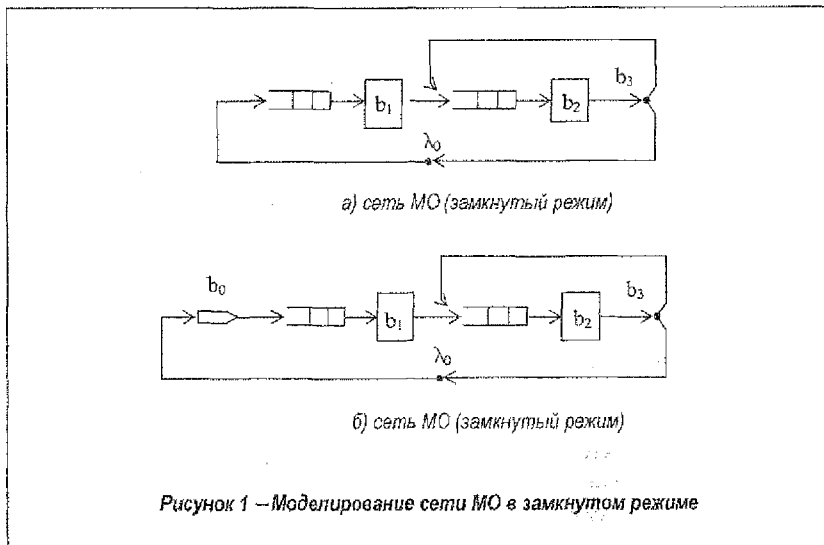 b₃
b₁
b₂
λ₀
а) сеть МО (замкнутый режим)
b₀
b₃
b₁
b₂
λ₀
б) сеть МО (замкнутый режим)
Рисунок 1 – Моделирование сети МО в замкнутом режиме